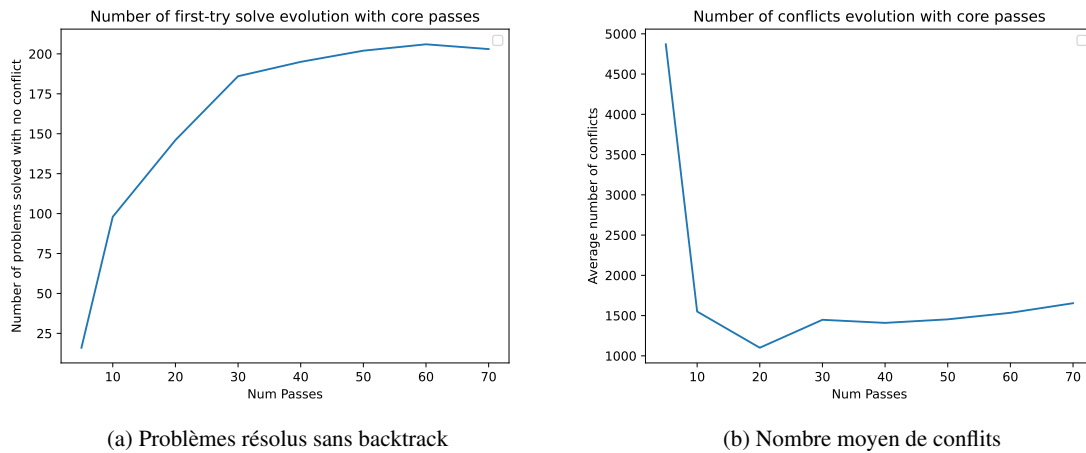 Number of first-try solve evolution with core passes
Number of problems solved with no conflict
200
175
150
125
100
75
50
25
10 20 30 40 50 60 70
Num Passes
(a) Problèmes résolus sans backtrack
Number of conflicts evolution with core passes
Average number of conflicts
5000
4500
4000
3500
3000
2500
2000
1500
1000
10 20 30 40 50 60 70
Num Passes
(b) Nombre moyen de conflits